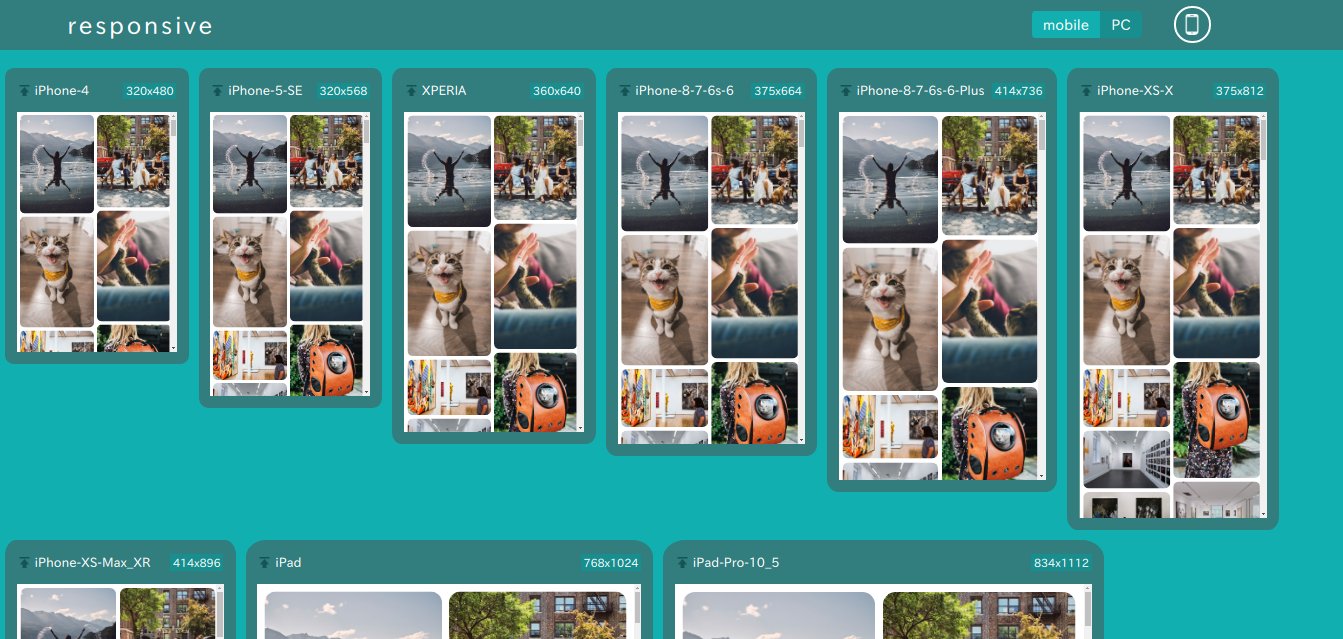 responsive
mobile PC
iPhone-4 320x480
iPhone-5-SE 320x568
XPERIA 360x640
iPhone-8-7-6s-6 375x664
iPhone-8-7-6s-6-Plus 414x736
iPhone-XS-X 375x812
iPhone-XS-Max_XR 414x896
iPad 768x1024
iPad-Pro-10_5 834x1112